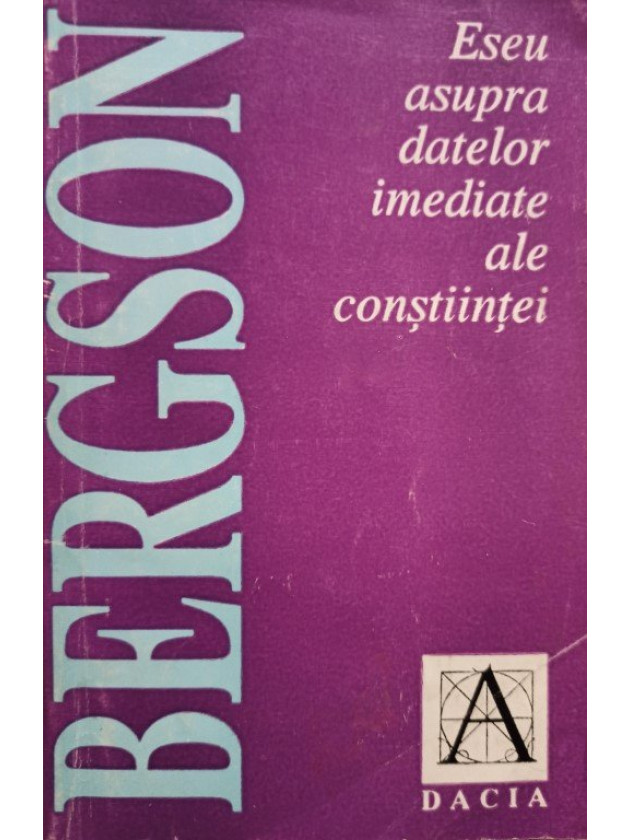 BERGSON
Eseu
asupra
datelor
imediate
ale
conștiinței
A
DACIA